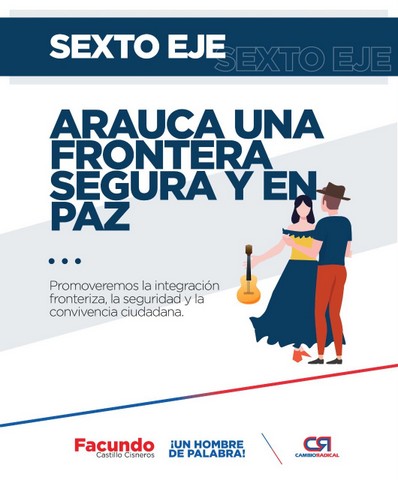 SEXTO EJE
SEXTO EJE
ARAUCA UNA
FRONTERA
SEGURA Y EN
PAZ
...
Promoveremos la integración
fronteriza, la seguridad y la
convivencia ciudadana.
Facundo
Castillo Cisneros
¡UN HOMBRE
DE PALABRA!
CR
CAMBIO RADICAL